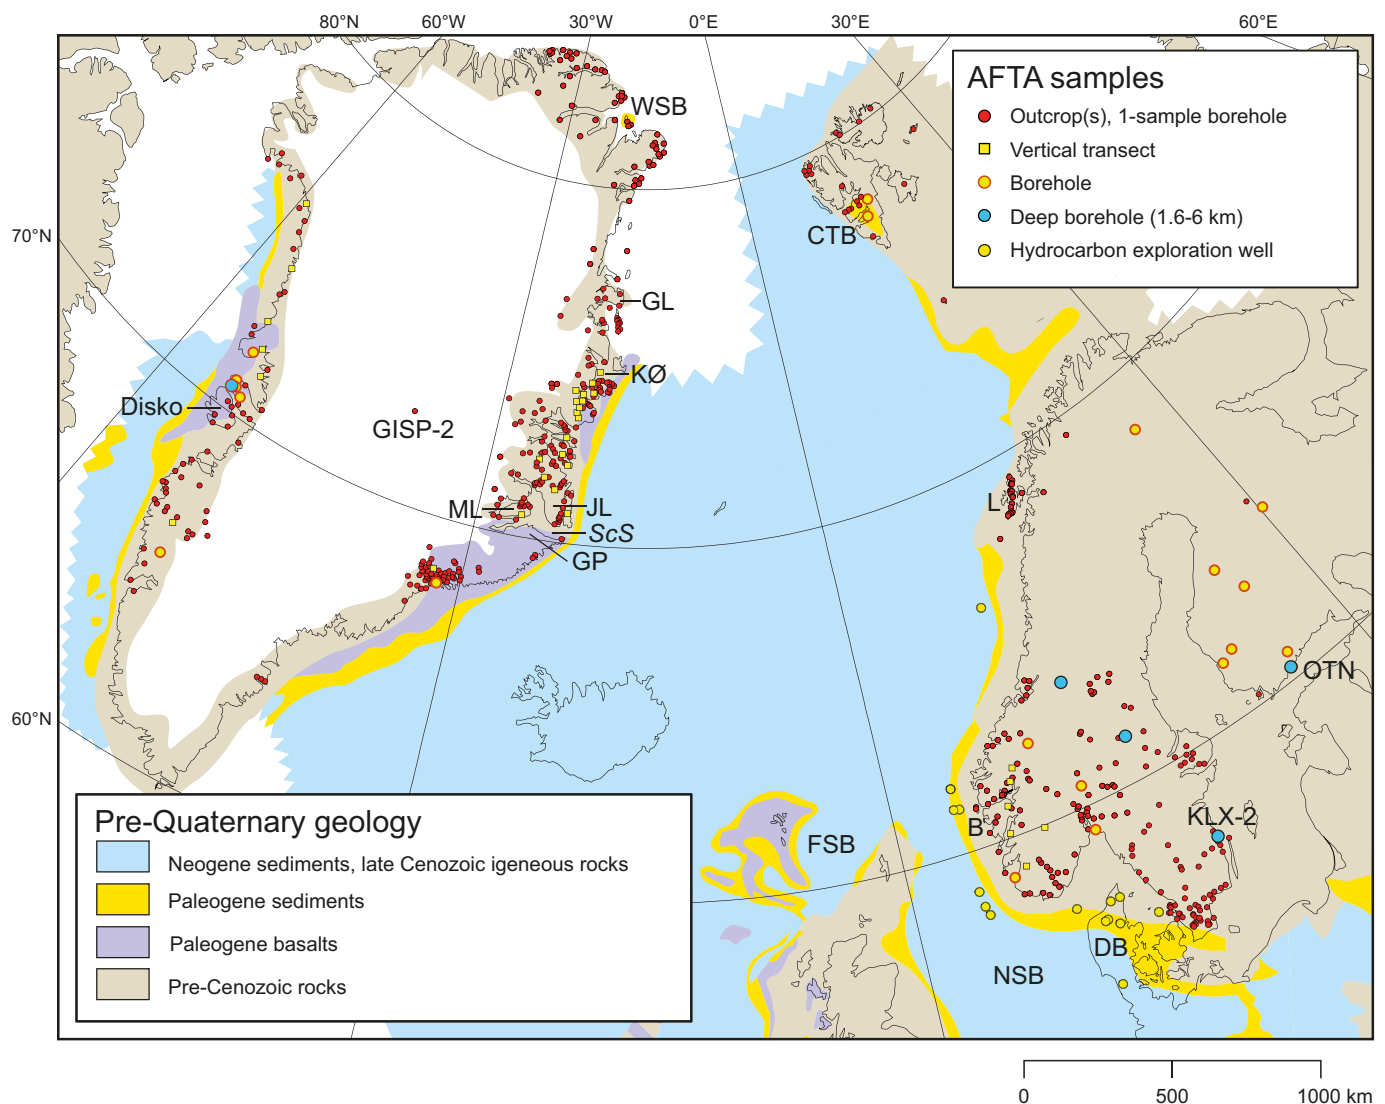 80°N 60°W 30°W 0°E 30°E 60°E
AFTA samples
Outcrop(s), 1-sample borehole
Vertical transect
Borehole
Deep borehole (1.6-6 km)
Hydrocarbon exploration well
WSB
CTB
70°N
GL
KØ
Disko
GISP-2
ML
JL
L
ScS
GP
OTN
60°N
Pre-Quaternary geology
Neogene sediments, late Cenozoic igeneous rocks
Paleogene sediments
Paleogene basalts
Pre-Cenozoic rocks
KLX-2
B
FSB
DB
NSB
0 500 1000 km